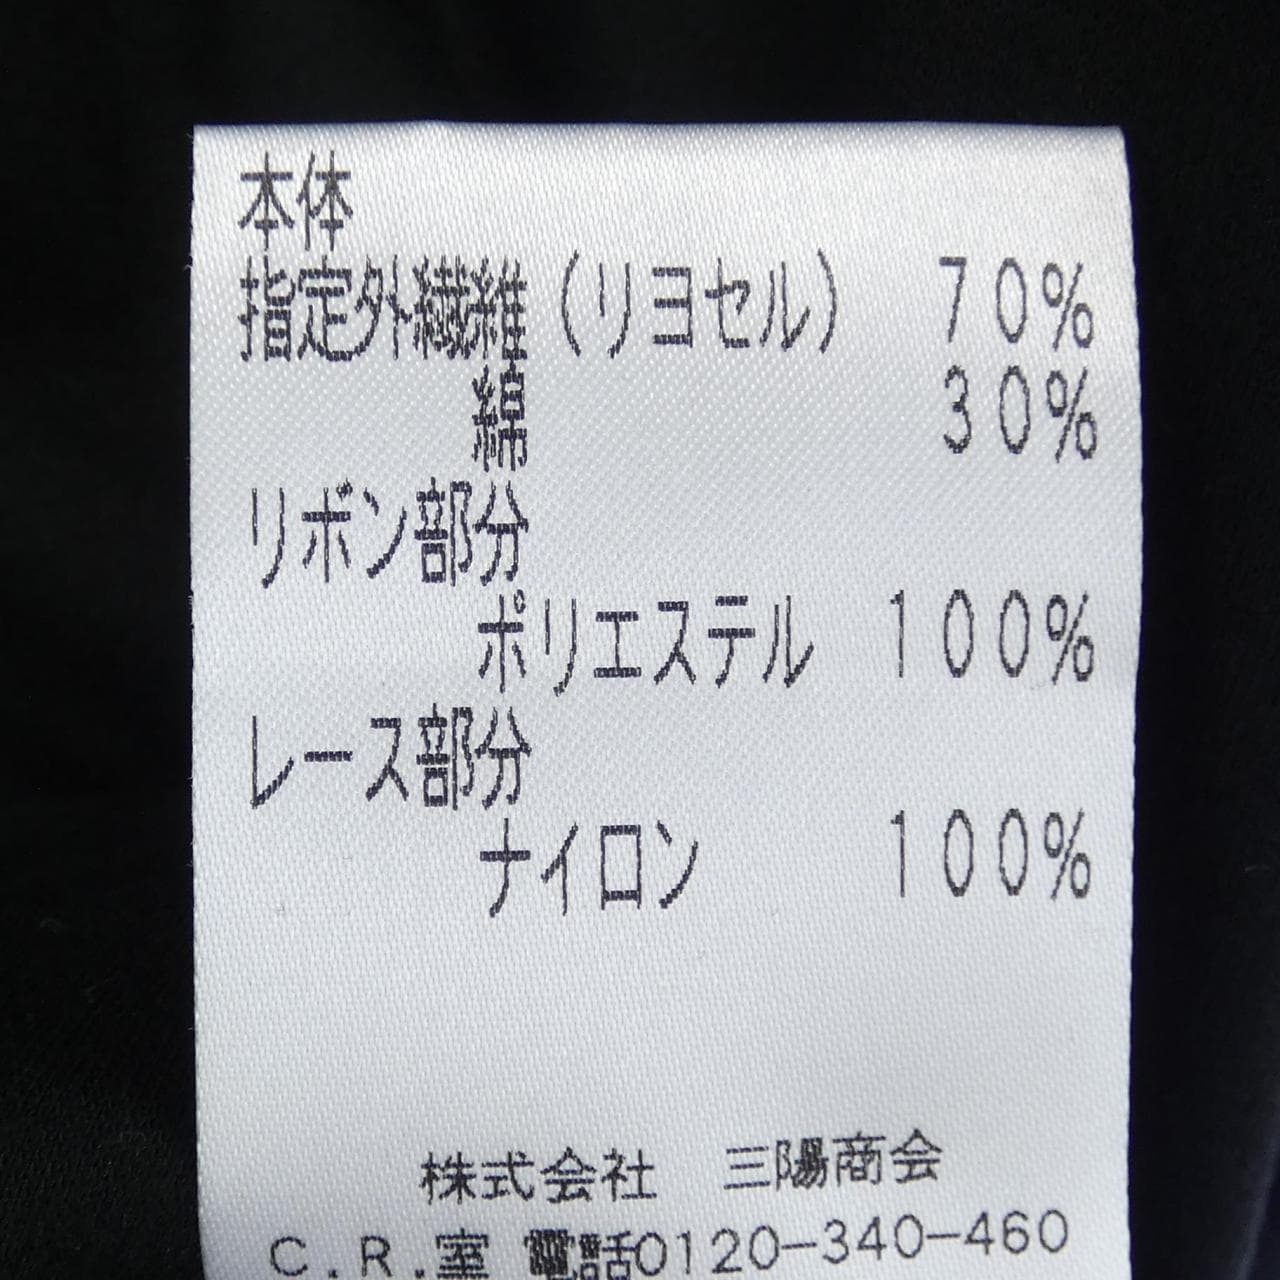 本体
指定外繊維（リヨセル） 70%
綿 30%
リボン部分
ポリエステル 100%
レース部分
ナイロン 100%
株式会社 三陽商会
C.R.室 電話0120-340-460